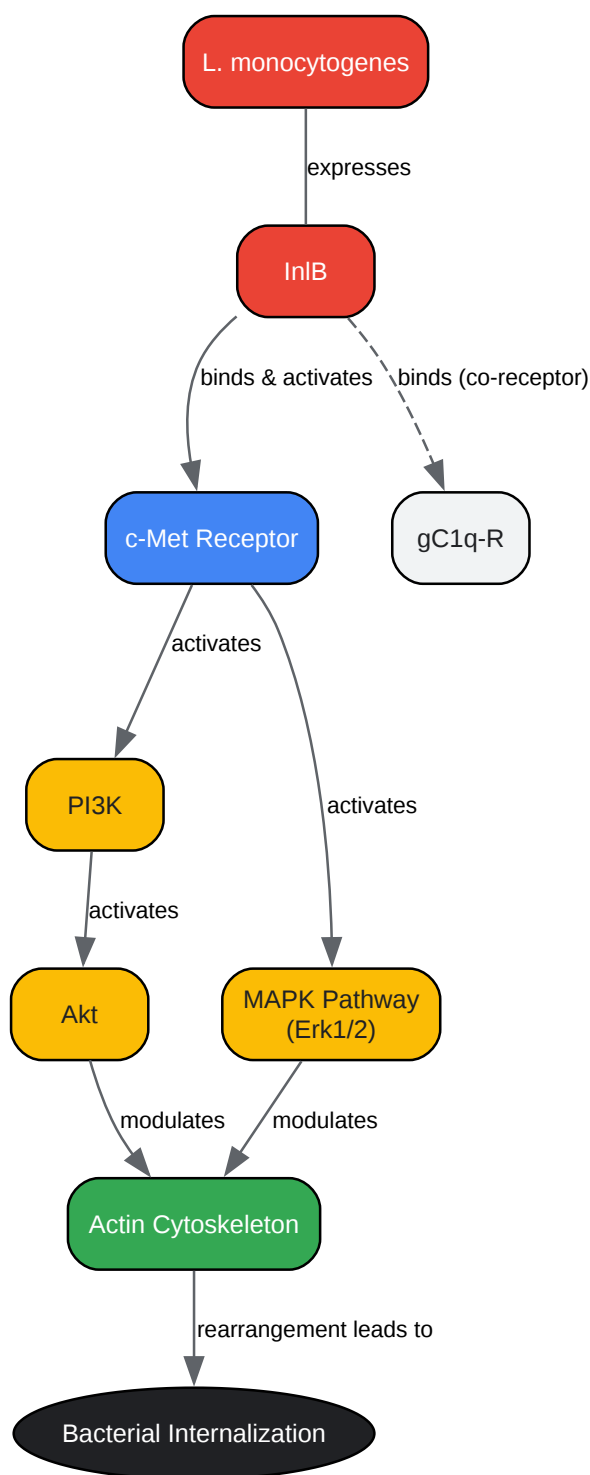 L. monocytogenes
expresses
InlB
binds & activates
binds (co-receptor)
c-Met Receptor
gC1q-R
activates
PI3K
activates
activates
Akt
MAPK Pathway
(Erk1/2)
modulates
modulates
Actin Cytoskeleton
rearrangement leads to
Bacterial Internalization